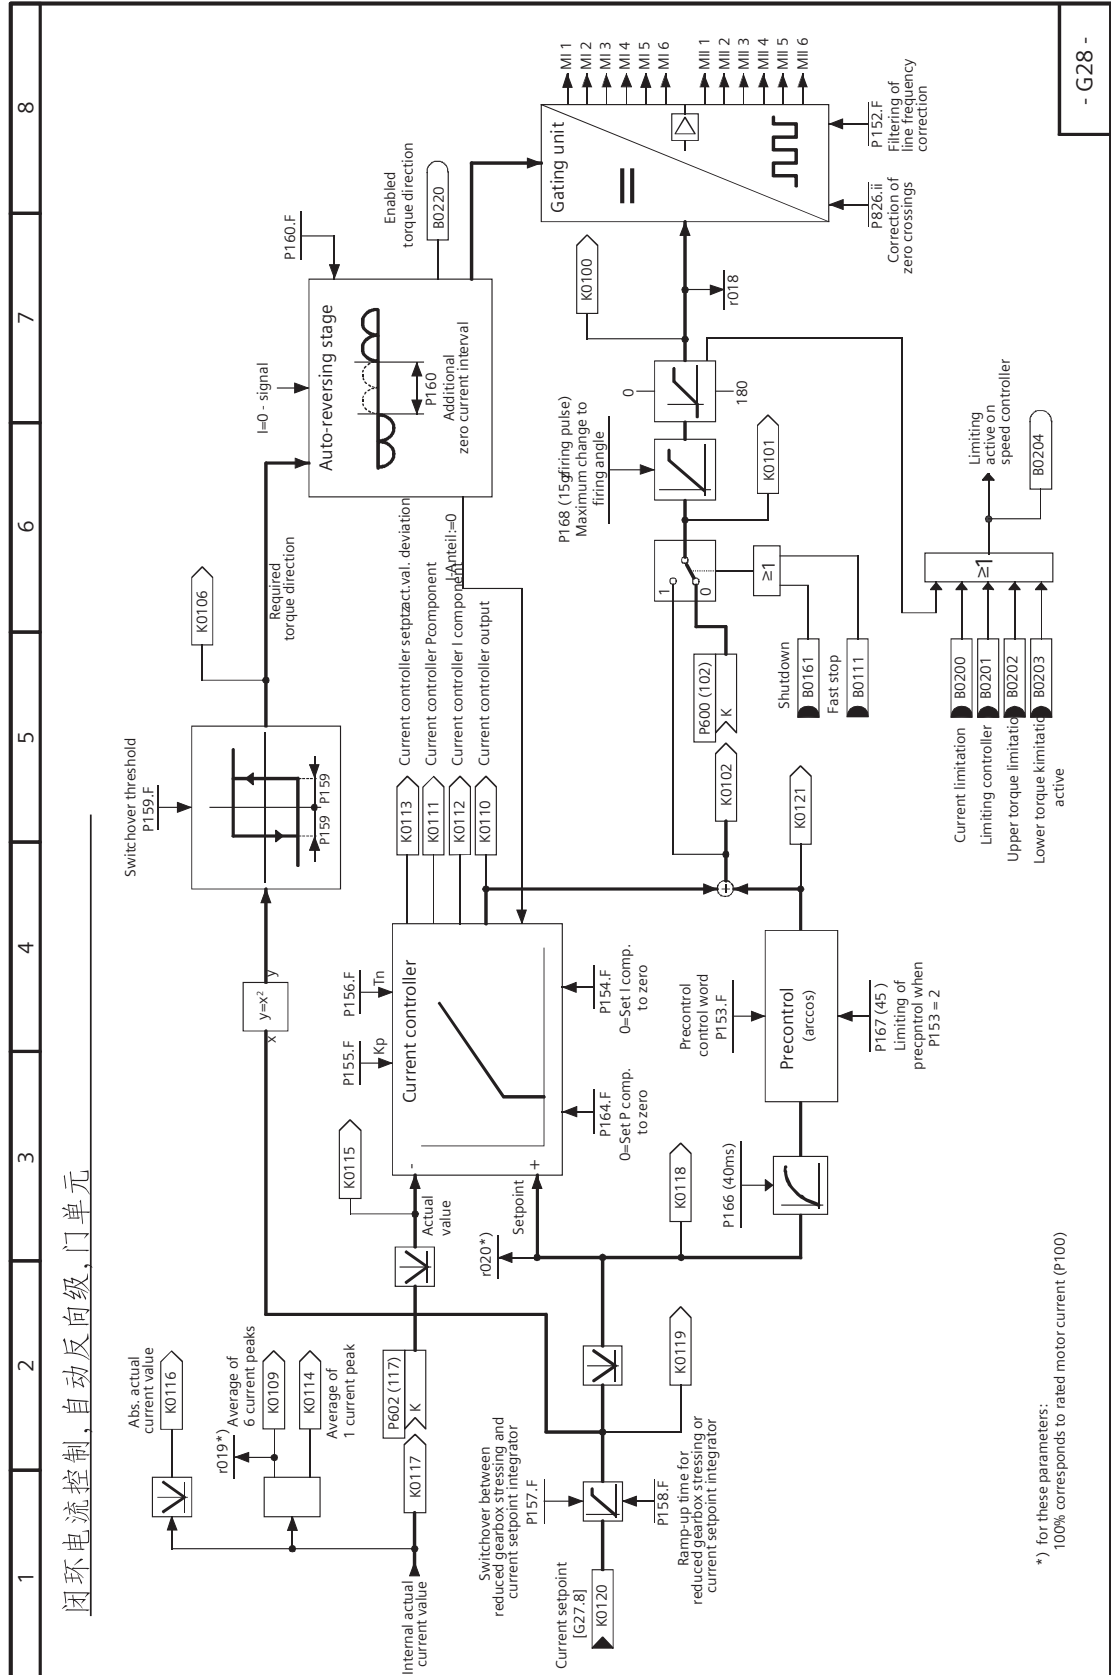 1
2
3
4
5
6
7
8
闭环电流控制,自动反向级,门单元
Internal actual
current value
K0117
Abs. actual
current value
K0116
r019*)
Average of
6 current peaks
K0109
K0114
Average of
1 current peak
P602 (117)
K
Actual
value
K0115
-
Current controller
P155.F
Kp
P156.F
Tn
+
Setpoint
r020*)
P164.F
0=Set P comp.
to zero
P154.F
0=Set I comp.
to zero
x
y=x²
y
Switchover threshold
P159.F
P159
P159
K0106
Required
torque direction
K0113
Current controller setptzact.val. deviation
K0111
Current controller Pcomponent
K0112
Current controller I component
K0110
Current controller output
I-Anteil:=0
I=0 - signal
Auto-reversing stage
P160
Additional
zero current interval
P160.F
Enabled
torque direction
B0220
Gating unit
MI 1
MI 2
MI 3
MI 4
MI 5
MI 6
MII 1
MII 2
MII 3
MII 4
MII 5
MII 6
P826.ii
Correction of
zero crossings
P152.F
Filtering of
line frequency
correction
K0100
r018
Current setpoint
[G27.8]
K0120
Switchover between
reduced gearbox stressing and
current setpoint integrator
P157.F
P158.F
Ramp-up time for
reduced gearbox stressing or
current setpoint integrator
K0119
K0118
P166 (40ms)
Precontrol
(arccos)
Precontrol
control word
P153.F
P167 (45 )
Limiting of
precpntrol when
P153 = 2
K0121
+
K0102
P600 (102)
K
1
0
Shutdown
B0161
Fast stop
B0111
≥1
P168 (15gfiring pulse)
Maximum change to
firing angle
K0101
0
180
Current limitation
B0200
Limiting controller
B0201
Upper torque limitatio
B0202
Lower torque kimitatio
active
B0203
≥1
Limiting
active on
speed controller
B0204
*) for these parameters:
100% corresponds to rated motor current (P100)
- G28 -